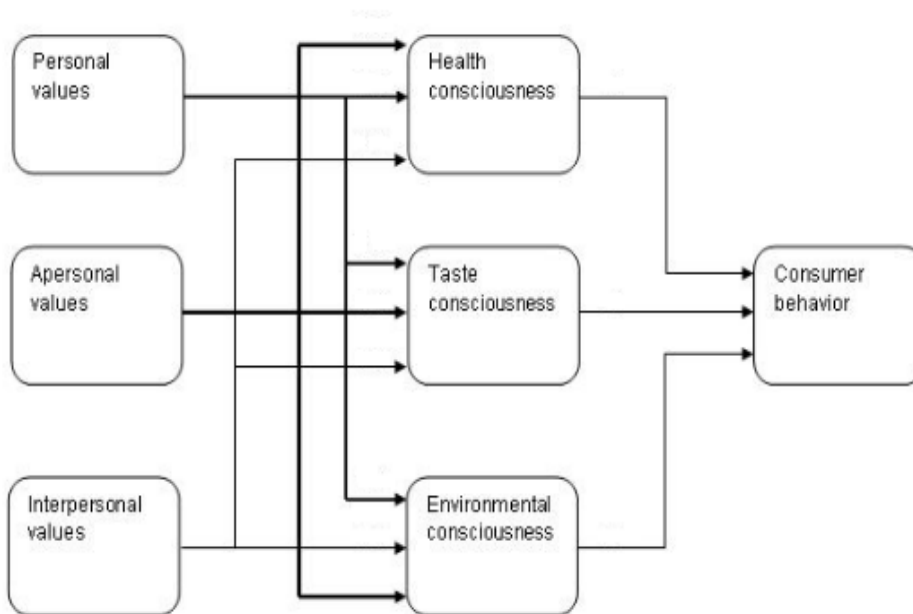 Personal
values
Health
consciousness
Apersonal
values
Taste
consciousness
Consumer
behavior
Interpersonal
values
Environmental
consciousness